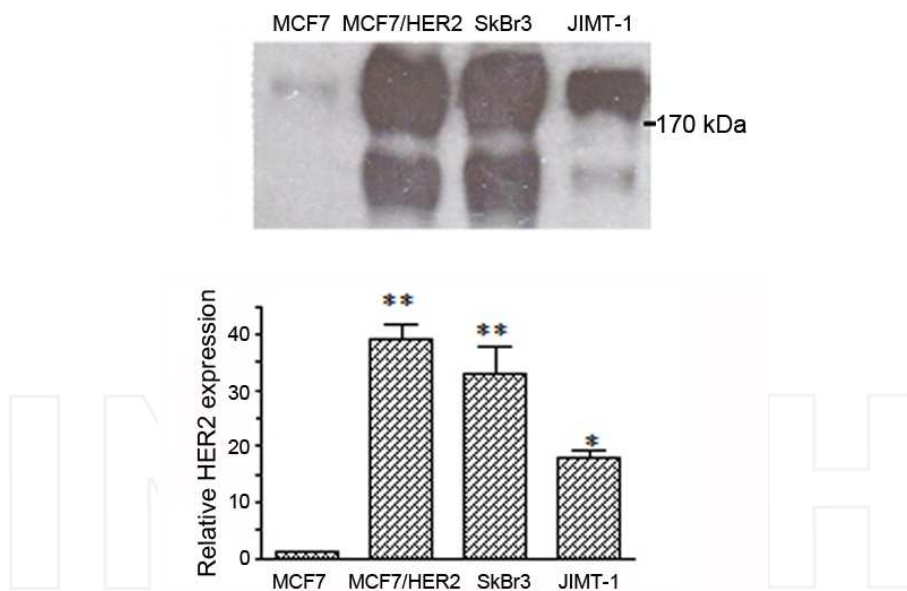 MCF7 MCF7/HER2 SkBr3 JIMT-1
170 kDa
Relative HER2 expression
40
30
20
10
0
** ** *
MCF7 MCF7/HER2 SkBr3 JIMT-1
IN H